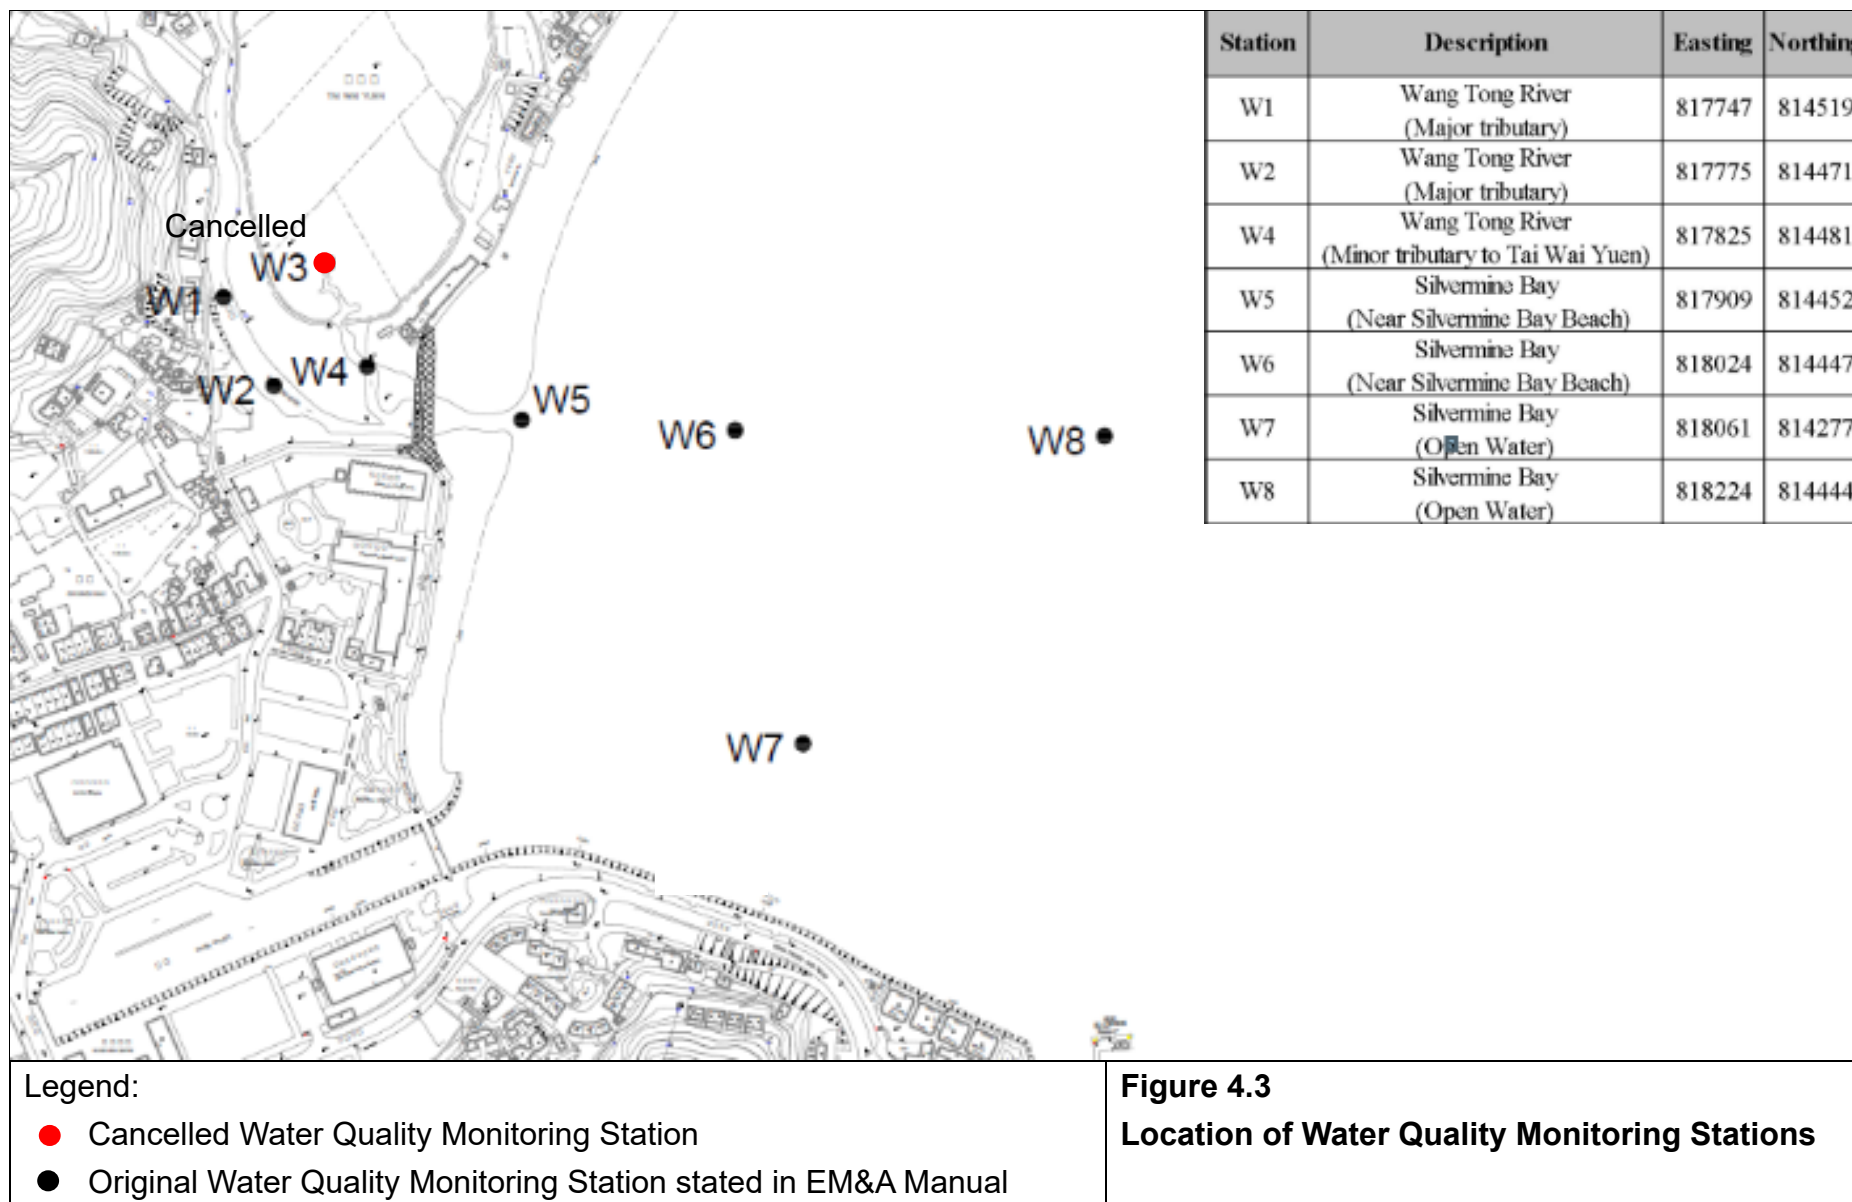 Station Description Easting Northing
W1 Wang Tong River 817747 814519
(Major tributary)
W2 Wang Tong River 817775 814471
(Major tributary)
W4 Wang Tong River 817825 814481
(Minor tributary to Tai Wai Yuen)
W5 Silvermine Bay 817909 814452
(Near Silvermine Bay Beach)
W6 Silvermine Bay 818024 814447
(Near Silvermine Bay Beach)
W7 Silvermine Bay 818061 814277
(Open Water)
W8 Silvermine Bay 818224 814444
(Open Water)
Cancelled
W3
W1
W4
W2
W5
W6
W8
W7
Legend:
Cancelled Water Quality Monitoring Station
Original Water Quality Monitoring Station stated in EM&A Manual
Figure 4.3
Location of Water Quality Monitoring Stations